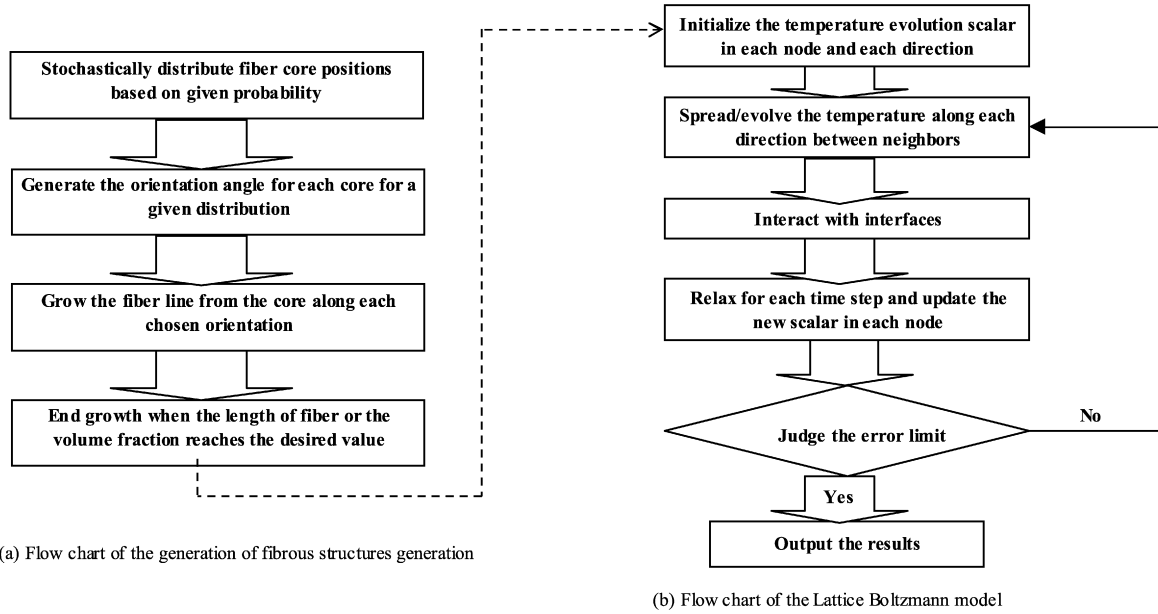 Stochastically distribute fiber core positions
based on given probability
Generate the orientation angle for each core for a
given distribution
Grow the fiber line from the core along each
chosen orientation
End growth when the length of fiber or the
volume fraction reaches the desired value
(a) Flow chart of the generation of fibrous structures generation
Initialize the temperature evolution scalar
in each node and each direction
Spread/evolve the temperature along each
direction between neighbors
Interact with interfaces
Relax for each time step and update the
new scalar in each node
Judge the error limit
No
Yes
Output the results
(b) Flow chart of the Lattice Boltzmann model